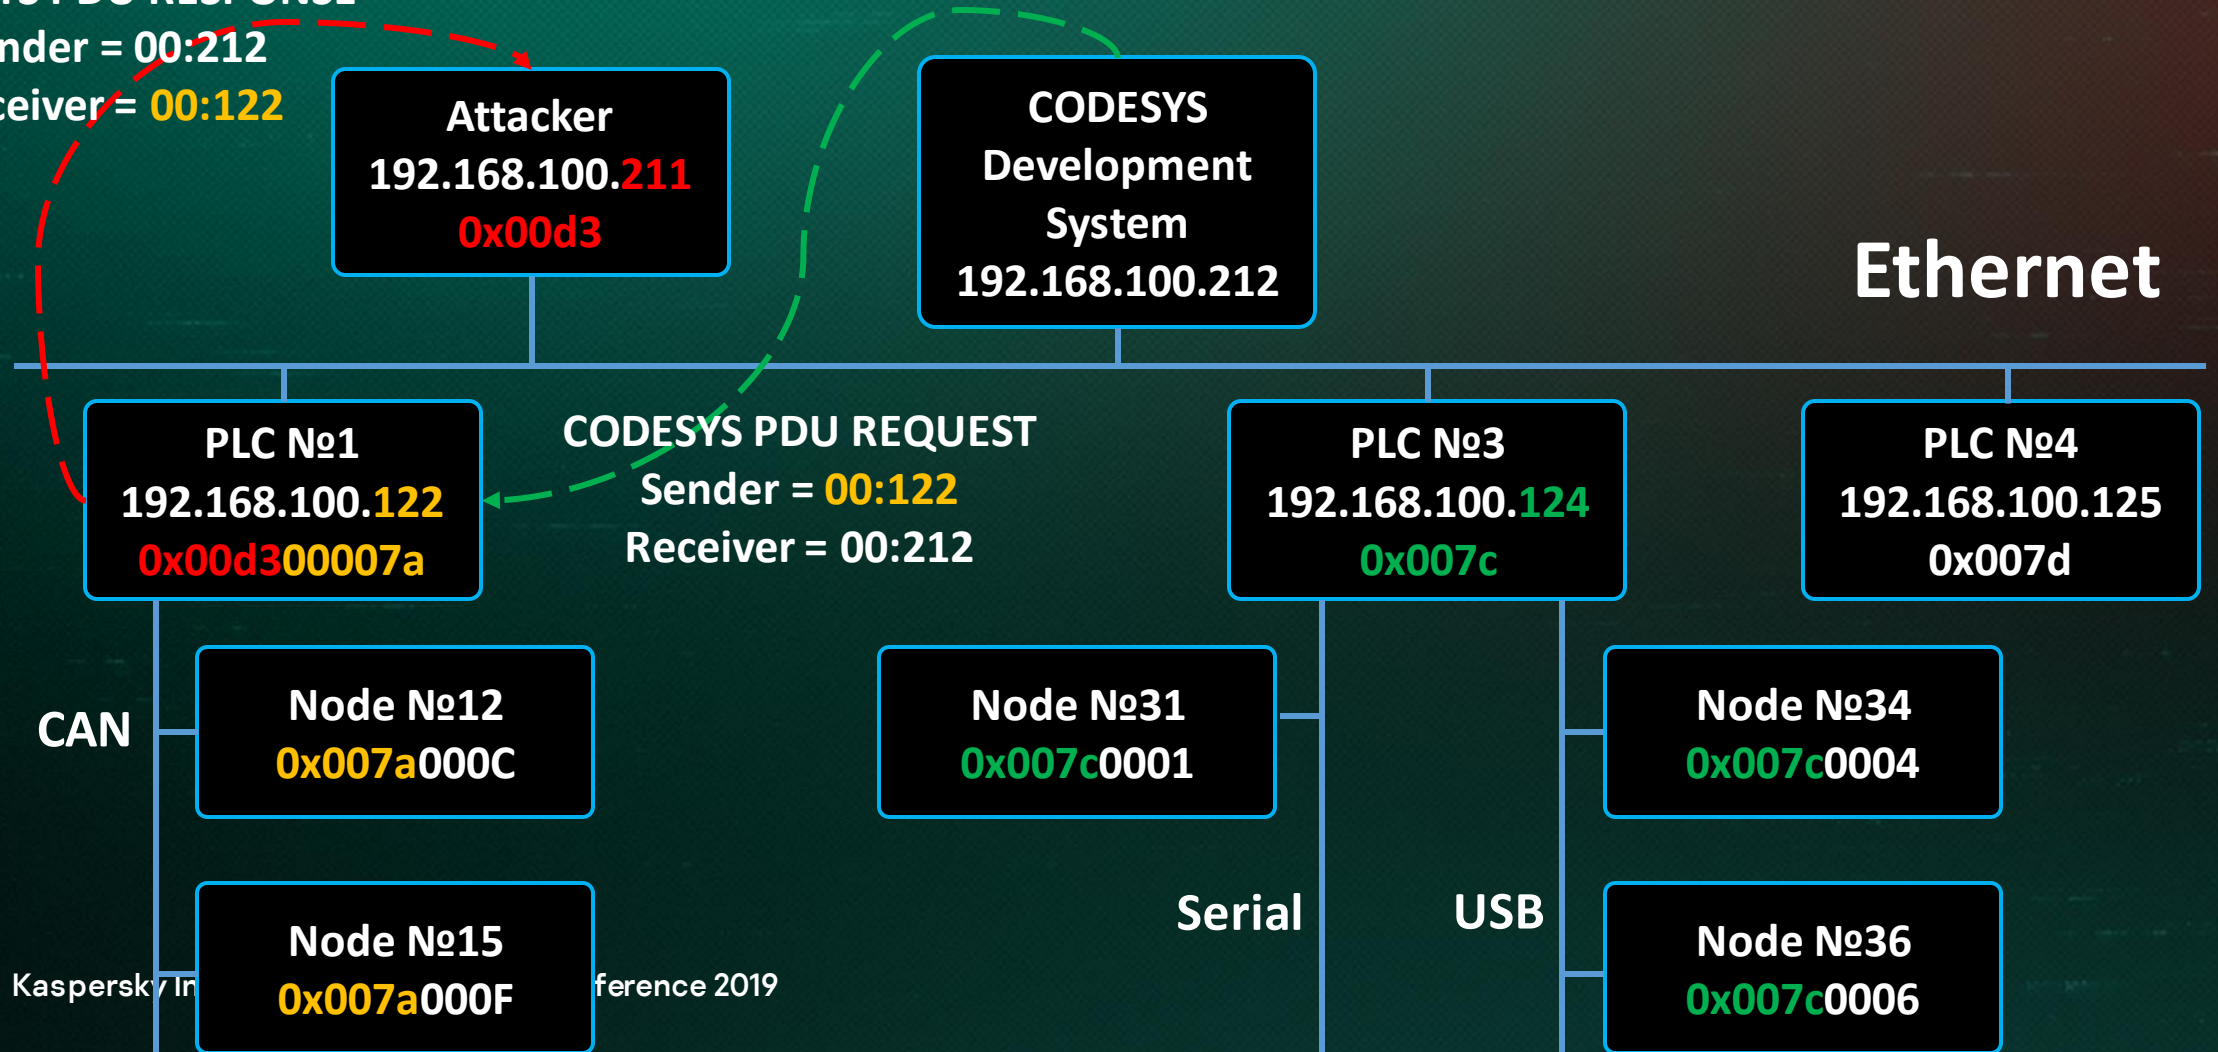 PDU RESPONSE
nder = 00:212
ceiver = 00:122
Attacker
192.168.100.211
0x00d3
CODESYS
Development
System
192.168.100.212
Ethernet
PLC №1
192.168.100.122
0x00d300007a
CODESYS PDU REQUEST
Sender = 00:122
Receiver = 00:212
PLC №3
192.168.100.124
0x007c
PLC №4
192.168.100.125
0x007d
CAN
Node №12
0x007a000C
Node №31
0x007c0001
Node №34
0x007c0004
Serial
USB
Node №15
0x007a000F
Node №36
0x007c0006
Kaspersky In
ference 2019